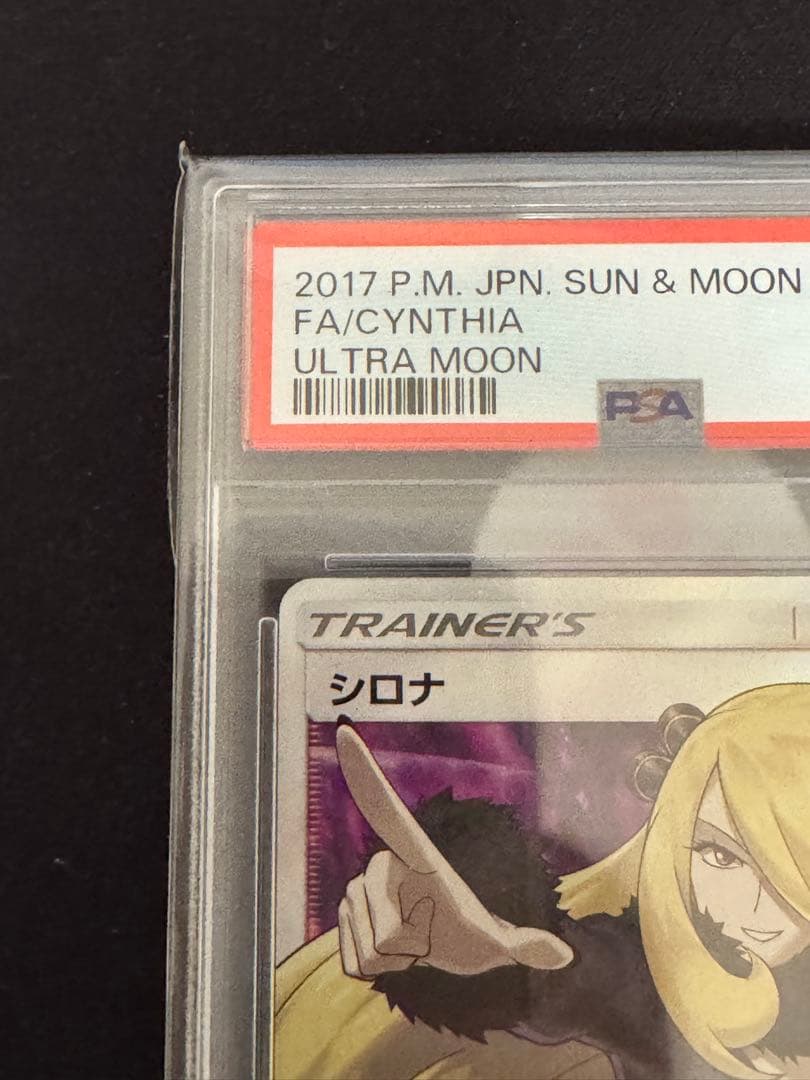 2017 P.M. JPN. SUN & MOON
FA/CYNTHIA
ULTRA MOON
PSA
TRAINER'S
シロナ